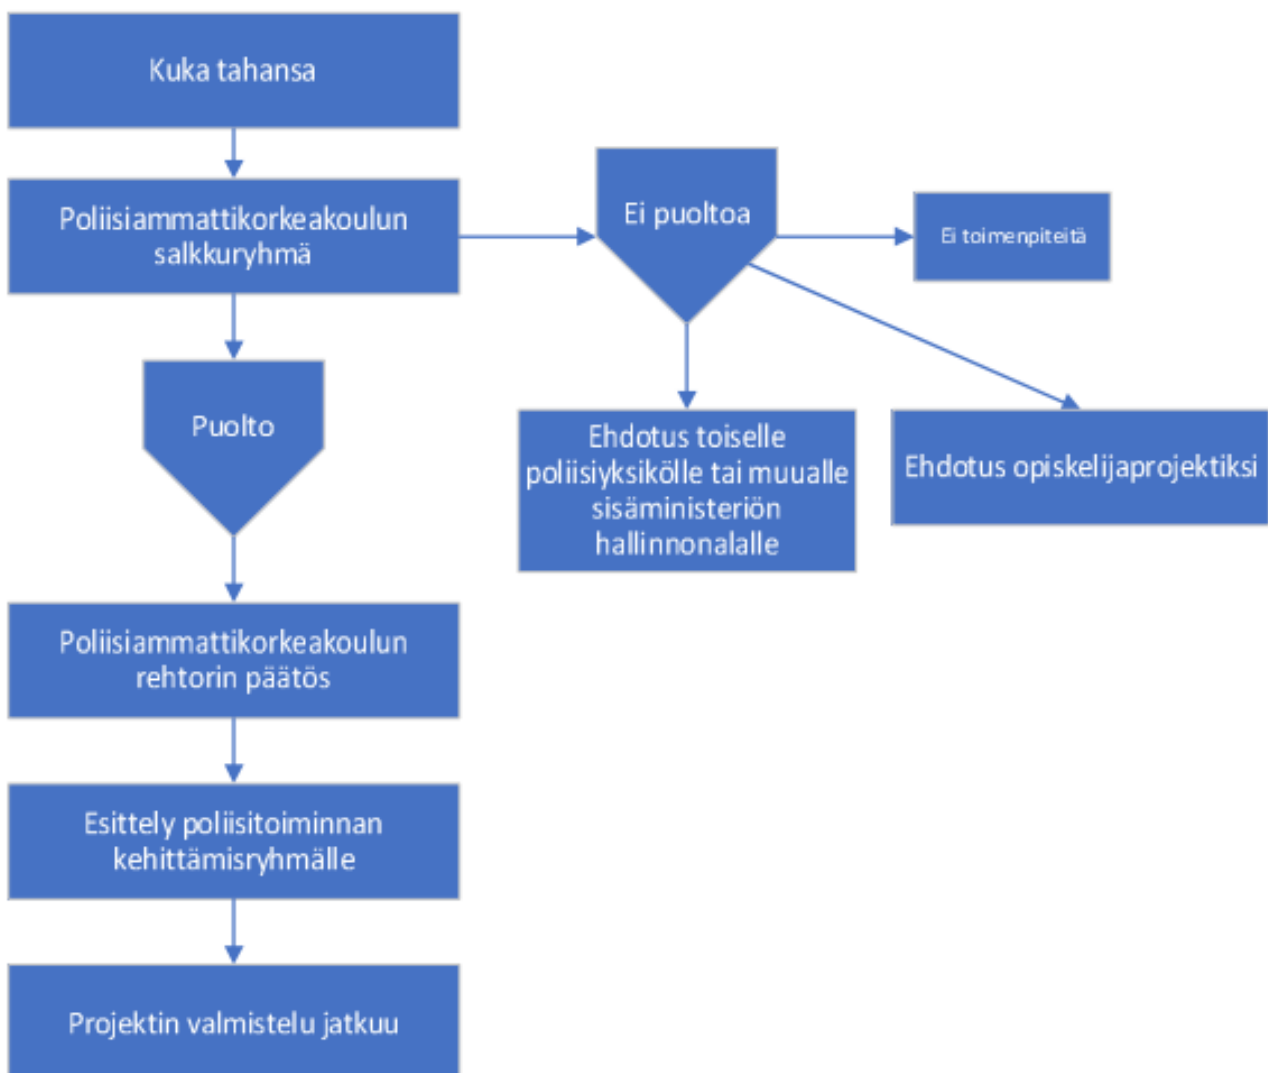 Kuka tahansa
Poliisiammattikorkeakoulun
salkkuryhmä
Ei puoltoa
Ei toimenpiteitä
Puolto
Ehdotus toiselle
poliisiyksikölle tai muualle
sisäministeriön
hallinnonalalle
Ehdotus opiskelijaprojektiksi
Poliisiammattikorkeakoulun
rehtorin päätös
Esittely poliisitoiminnan
kehittämisryhmälle
Projektin valmistelu jatkuu